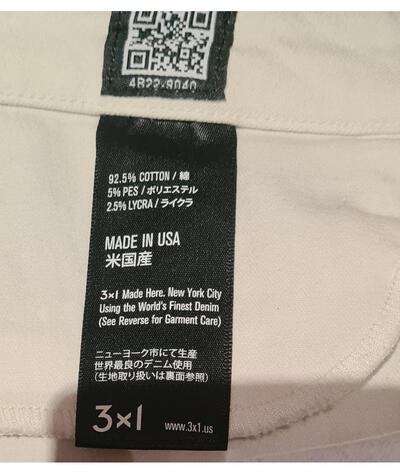 4R22-9040
92.5% COTTON / 綿
5% PES / ポリエステル
2.5% LYCRA / ライクラ
MADE IN USA
米国産
3×1 Made Here. New York City
Using the World's Finest Denim
(See Reverse for Garment Care)
ニューヨーク市にて生産
世界最良のデニム使用
(生地取り扱いは裏面参照)
3×1 www.3x1.us